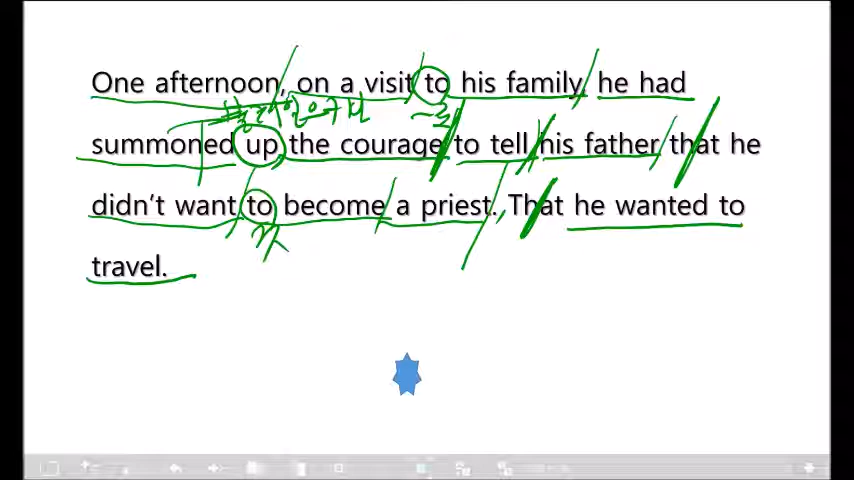 One afternoon, on a visit to his family, he had
summoned up the courage to tell his father that he
didn't want to become a priest. That he wanted to
travel.